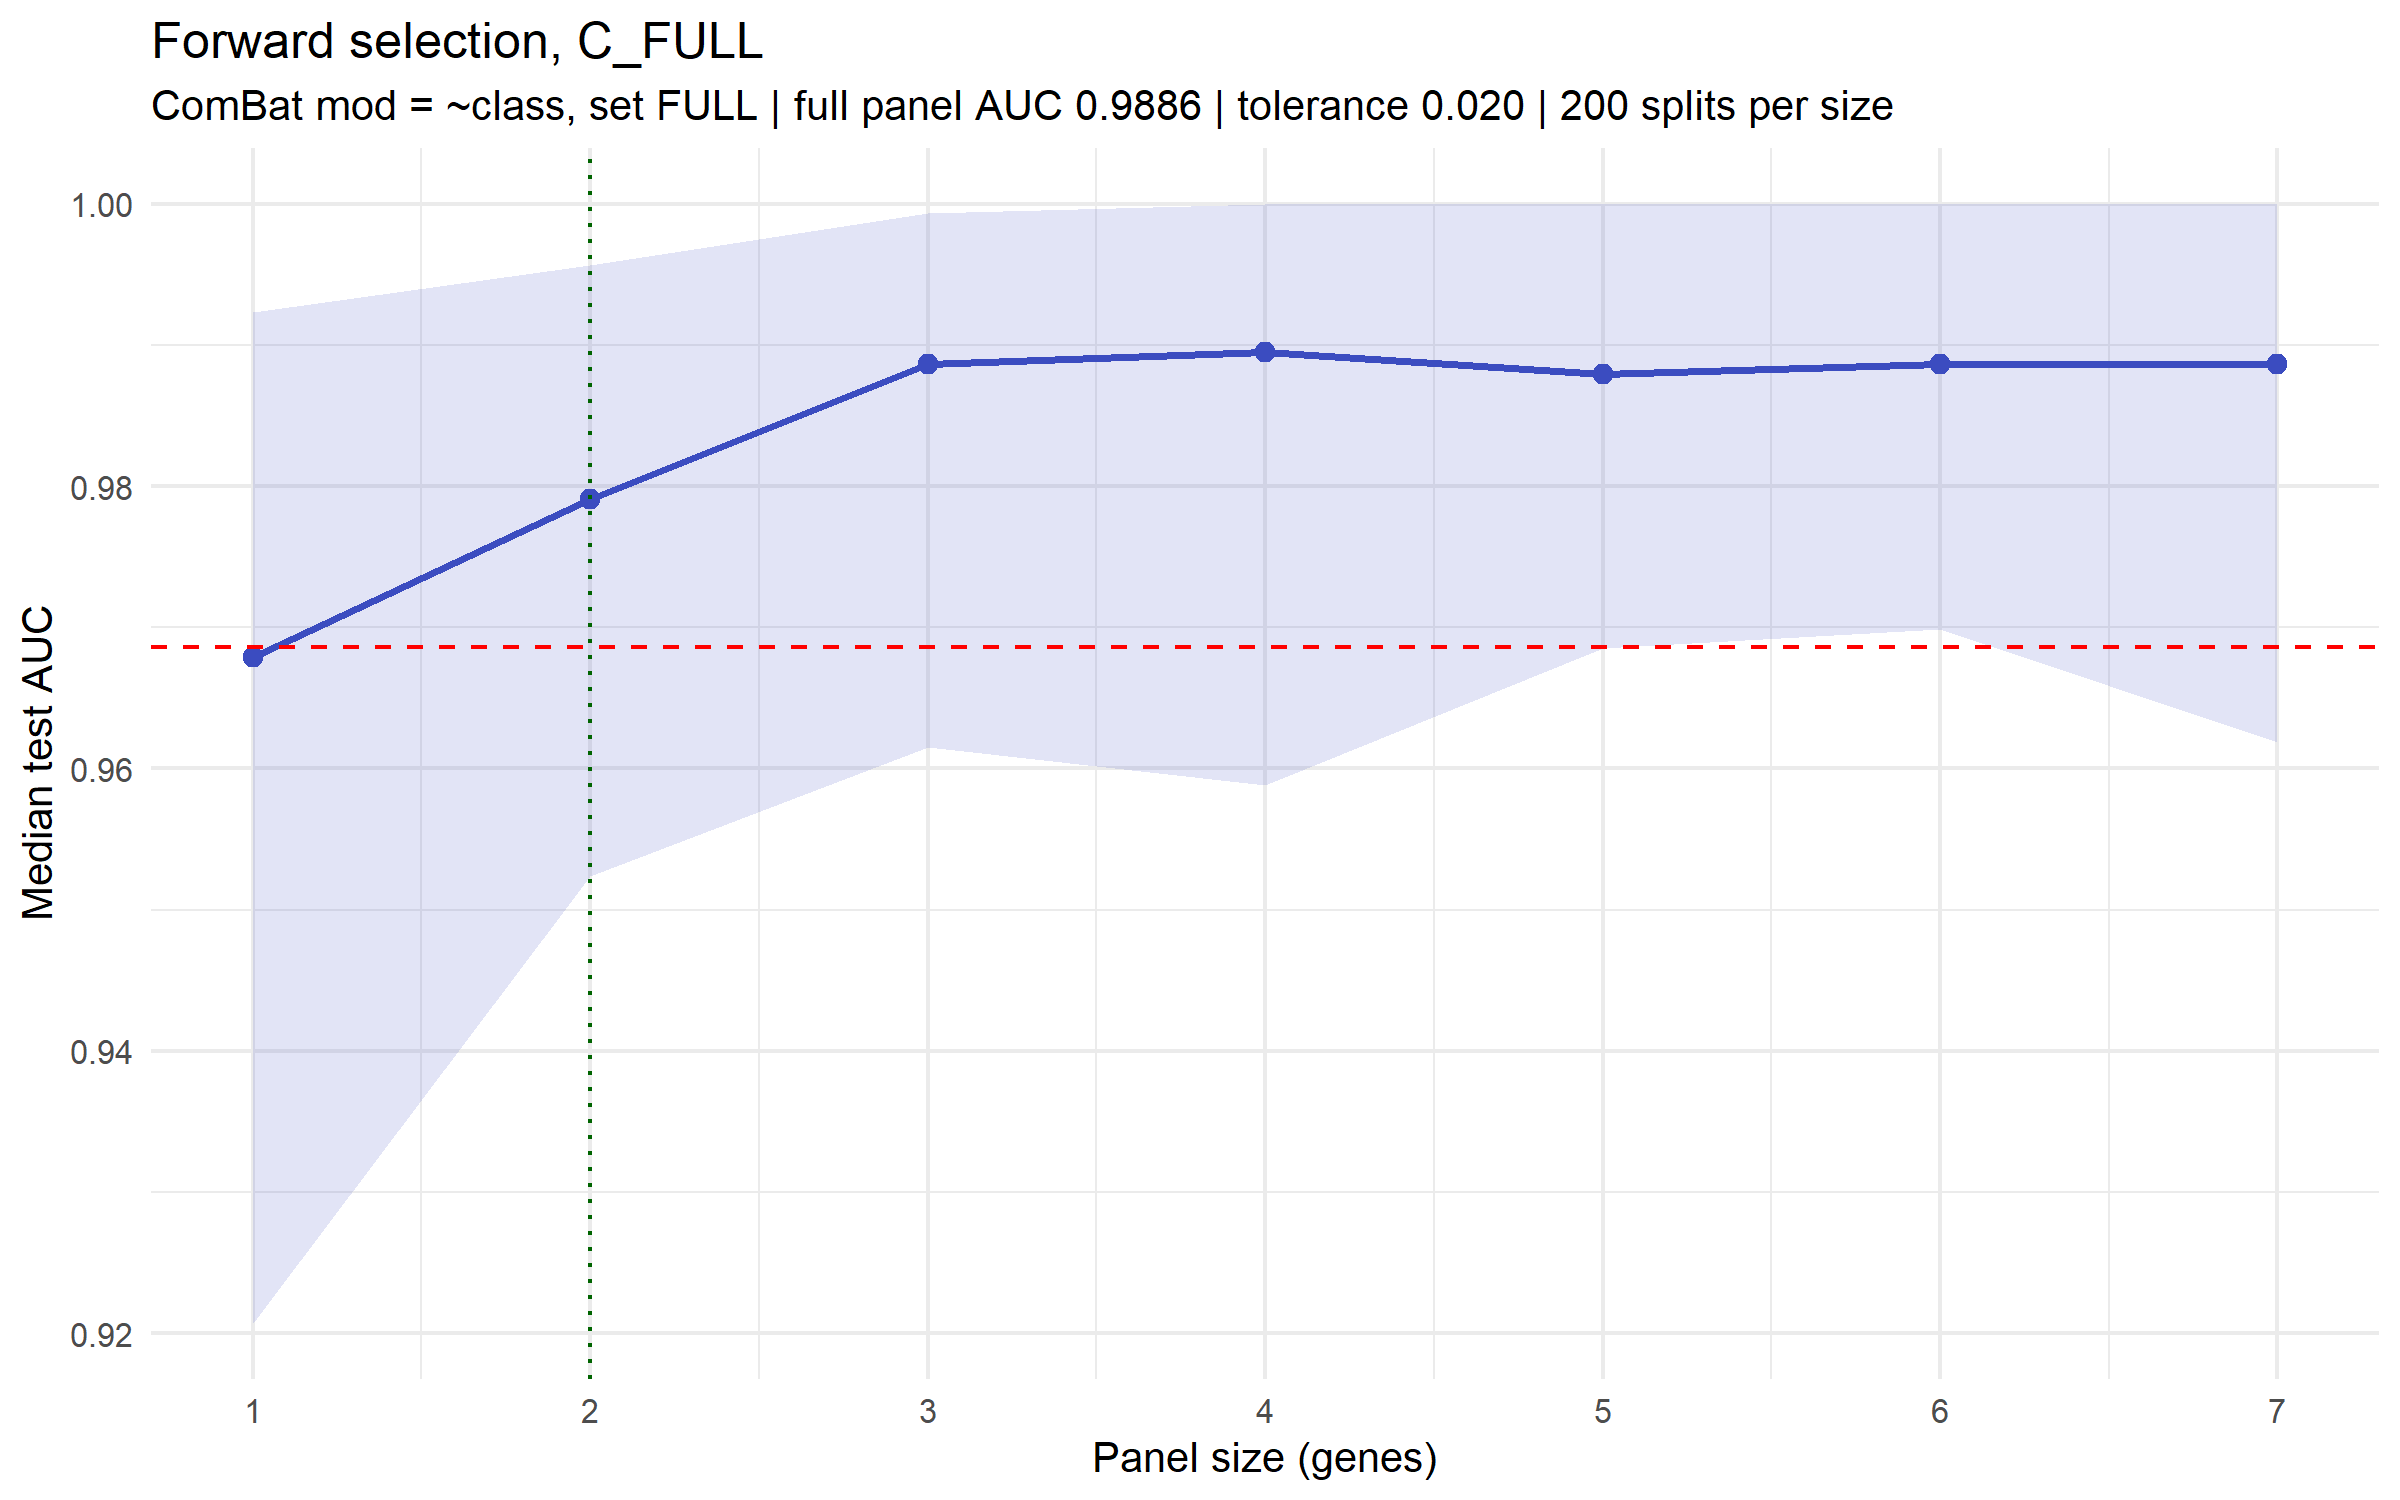 Forward selection, C_FULL
ComBat mod = ~class, set FULL | full panel AUC 0.9886 | tolerance 0.020 | 200 splits per size
Median test AUC
1.00
0.98
0.96
0.94
0.92
1 2 3 4 5 6 7
Panel size (genes)